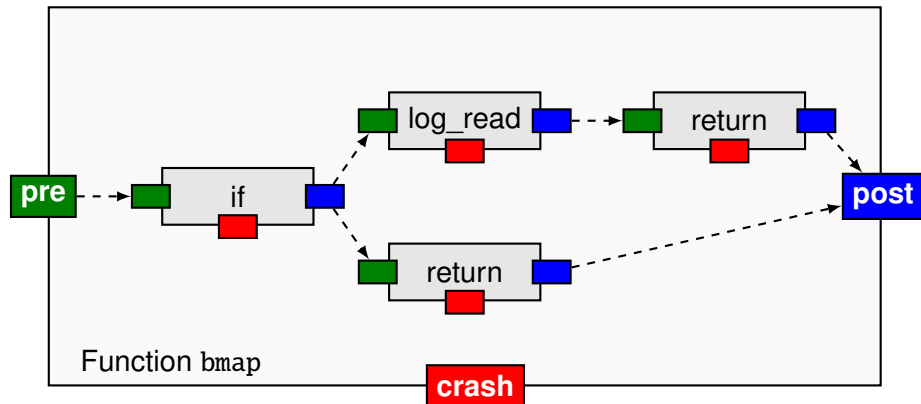 log_read
return
pre
if
post
return
Function bmap
crash